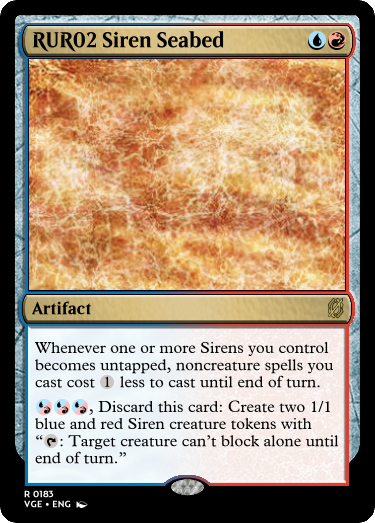 RUR02 Siren Seabed
Artifact
Whenever one or more Sirens you control
becomes untapped, noncreature spells you
cast cost 1 less to cast until end of turn.
, Discard this card: Create two 1/1
blue and red Siren creature tokens with
“: Target creature can’t block alone until
end of turn.”
R 0183
VGE • ENG